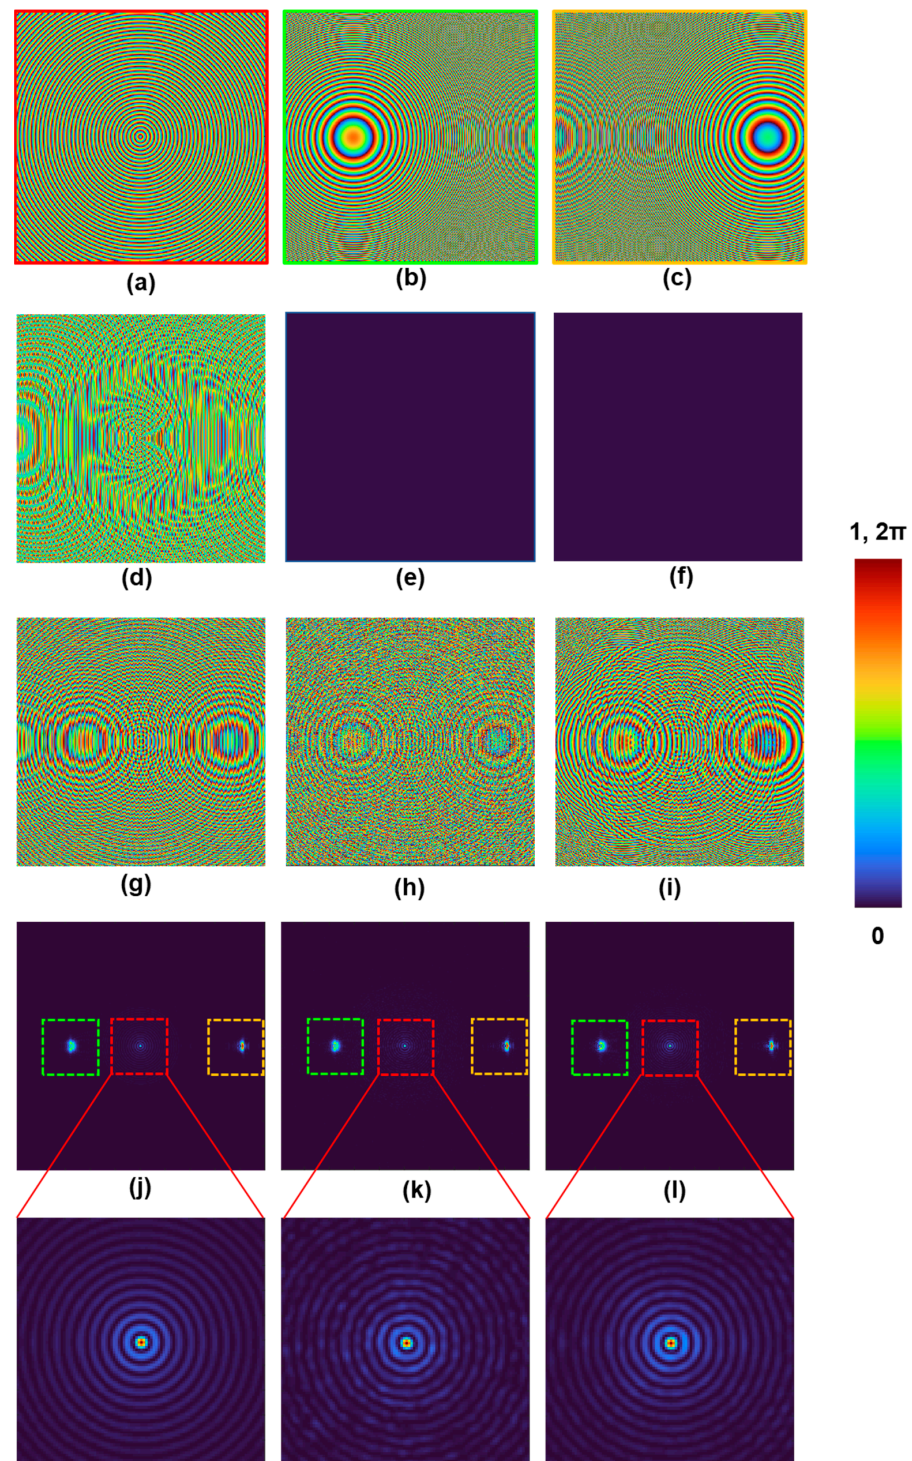 (a) (b) (c)
(d) (e) (f)
1, 2π
(g) (h) (i)
0
(j) (k) (l)